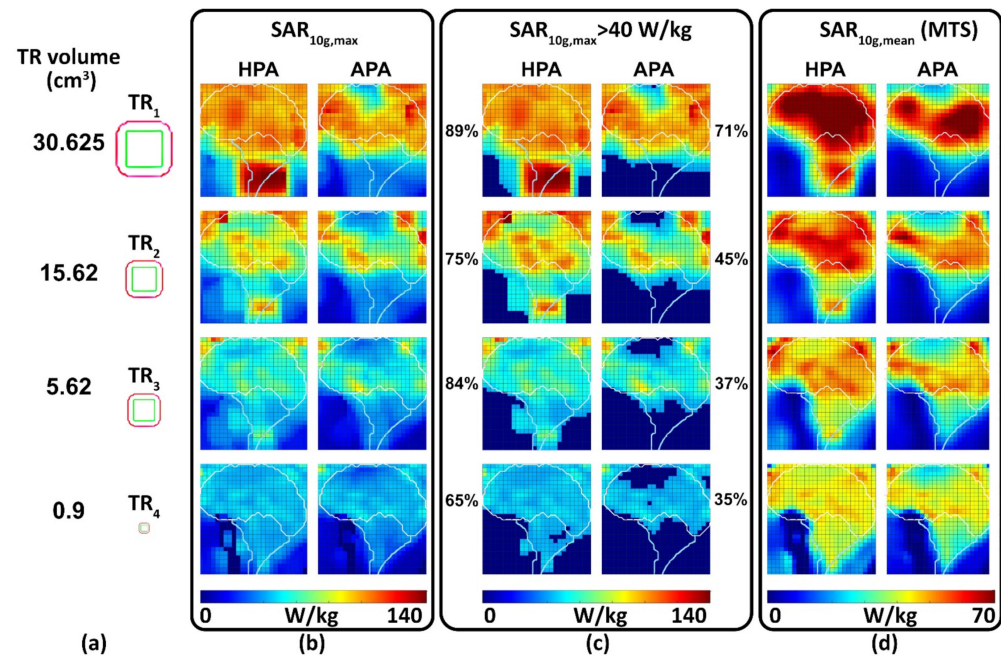 TR volume
(cm³)
SAR10g,max
SAR10g,max>40 W/kg
SAR10g,mean (MTS)
HPA APA
HPA APA
HPA APA
30.625 TR1
89% 71%
15.62 TR2
75% 45%
5.62 TR3
84% 37%
0.9 TR4
65% 35%
0 W/kg 140
0 W/kg 140
0 W/kg 70
(a) (b) (c) (d)